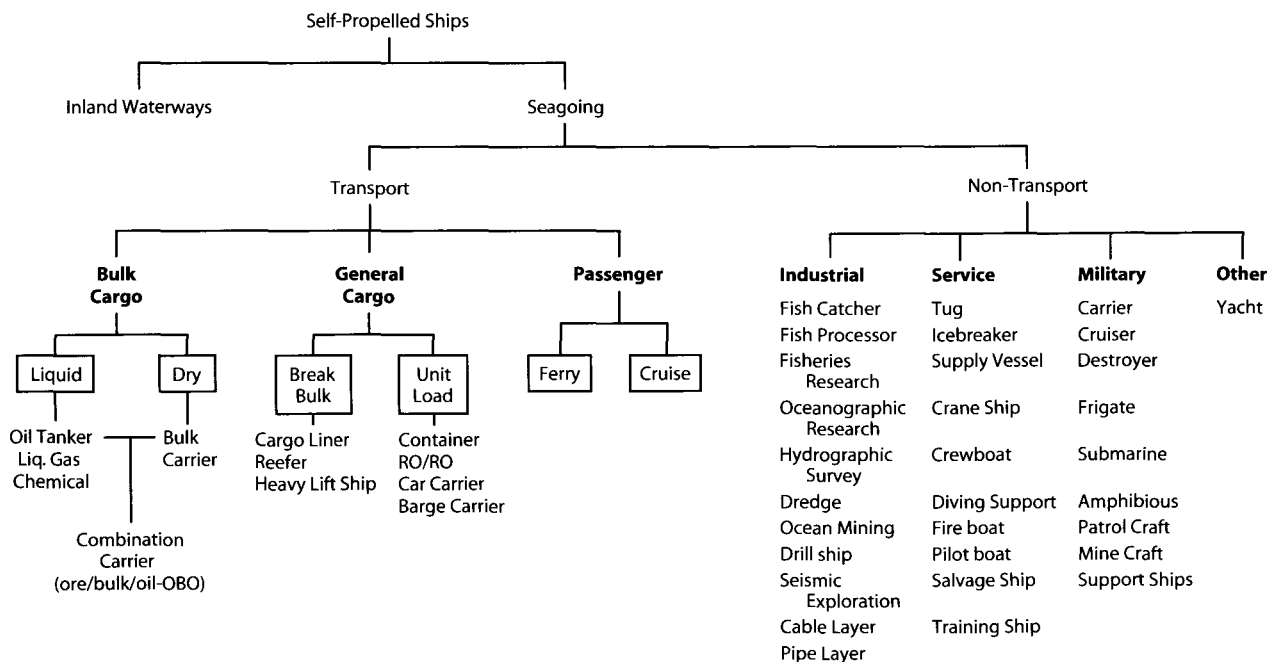 Self-Propelled Ships
Inland Waterways
Seagoing
Transport
Non-Transport
Bulk
Cargo
General
Cargo
Passenger
Industrial
Service
Military
Other
Liquid
Dry
Break
Bulk
Unit
Load
Ferry
Cruise
Oil Tanker
Liq. Gas
Chemical
Bulk
Carrier
Combination
Carrier
(ore/bulk/oil-OBO)
Cargo Liner
Reefer
Heavy Lift Ship
Container
RO/RO
Car Carrier
Barge Carrier
Fish Catcher
Fish Processor
Fisheries
Research
Oceanographic
Research
Hydrographic
Survey
Dredge
Ocean Mining
Drill ship
Seismic
Exploration
Cable Layer
Pipe Layer
Tug
Icebreaker
Supply Vessel
Crane Ship
Crewboat
Diving Support
Fire boat
Pilot boat
Salvage Ship
Training Ship
Carrier
Cruiser
Destroyer
Frigate
Submarine
Amphibious
Patrol Craft
Mine Craft
Support Ships
Yacht